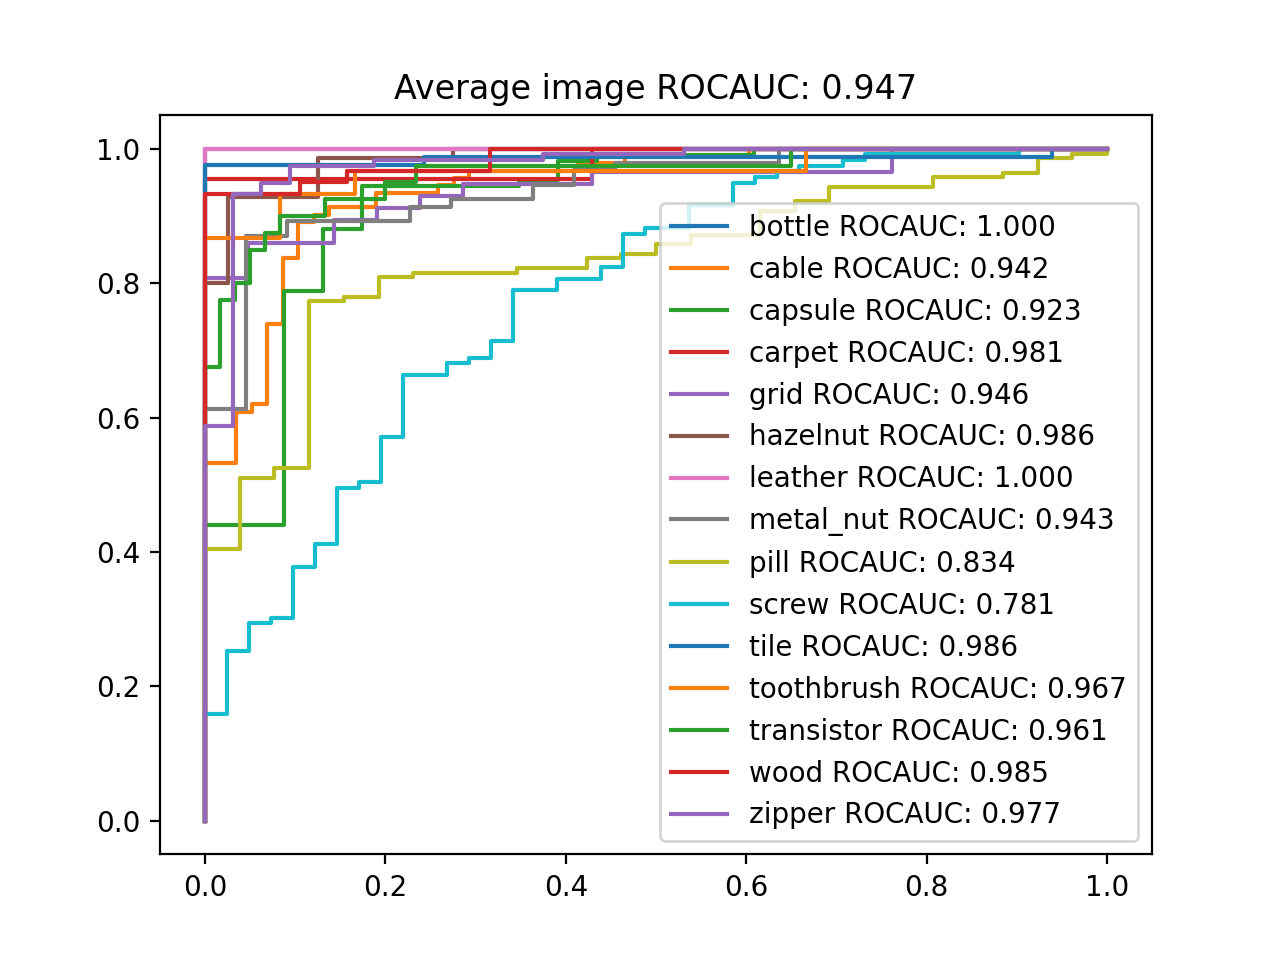 Average image ROCAUC: 0.947
1.0
0.8
0.6
0.4
0.2
0.0
bottle ROCAUC: 1.000
cable ROCAUC: 0.942
capsule ROCAUC: 0.923
carpet ROCAUC: 0.981
grid ROCAUC: 0.946
hazelnut ROCAUC: 0.986
leather ROCAUC: 1.000
metal_nut ROCAUC: 0.943
pill ROCAUC: 0.834
screw ROCAUC: 0.781
tile ROCAUC: 0.986
toothbrush ROCAUC: 0.967
transistor ROCAUC: 0.961
wood ROCAUC: 0.985
zipper ROCAUC: 0.977
0.0 0.2 0.4 0.6 0.8 1.0